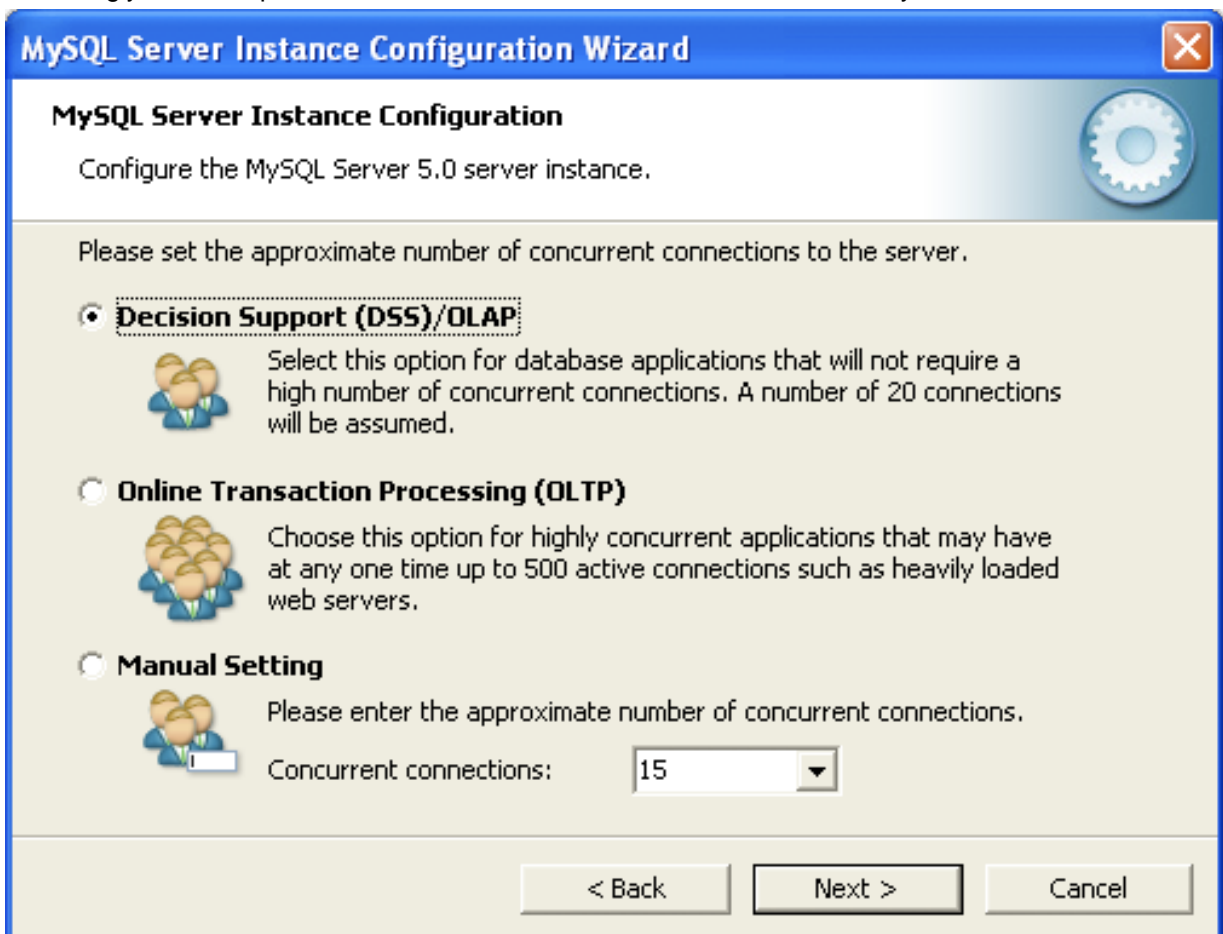 MySQL Server Instance Configuration Wizard
MySQL Server Instance Configuration
Configure the MySQL Server 5.0 server instance.
Please set the approximate number of concurrent connections to the server.
Decision Support (DSS)/OLAP
Select this option for database applications that will not require a
high number of concurrent connections. A number of 20 connections
will be assumed.
Online Transaction Processing (OLTP)
Choose this option for highly concurrent applications that may have
at any one time up to 500 active connections such as heavily loaded
web servers.
Manual Setting
Please enter the approximate number of concurrent connections.
Concurrent connections: 15
< Back Next > Cancel